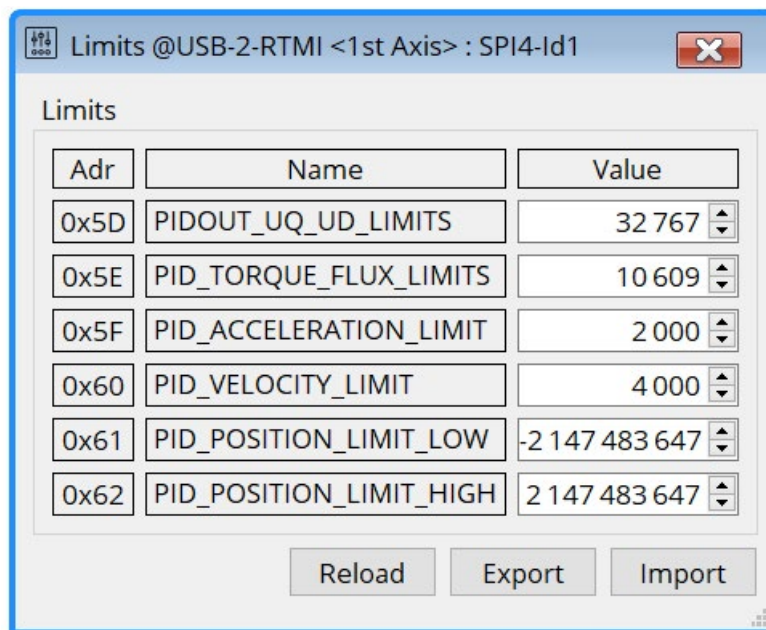 Limits @USB-2-RTMI <1st Axis> : SPI4-Id1
Limits
Adr Name Value
0x5D PIDOUT_UQ_UD_LIMITS 32 767
0x5E PID_TORQUE_FLUX_LIMITS 10 609
0x5F PID_ACCELERATION_LIMIT 2 000
0x60 PID_VELOCITY_LIMIT 4 000
0x61 PID_POSITION_LIMIT_LOW -2 147 483 647
0x62 PID_POSITION_LIMIT_HIGH 2 147 483 647
Reload Export Import